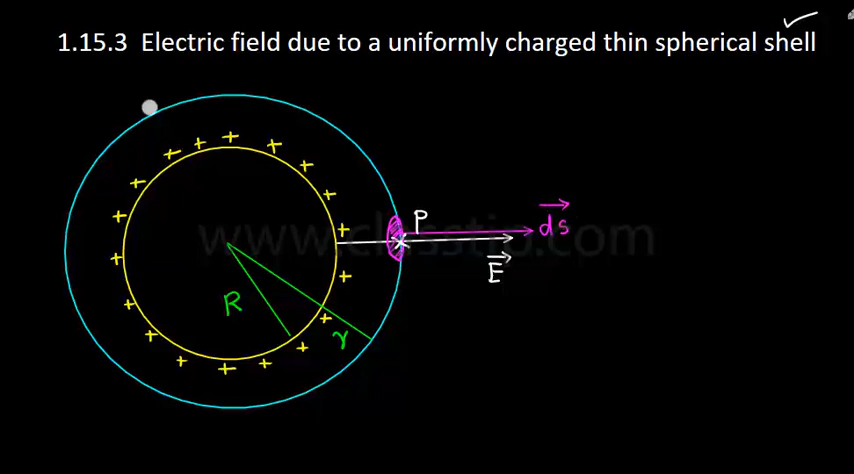 1.15.3 Electric field due to a uniformly charged thin spherical shell
P
ds
E
R
r